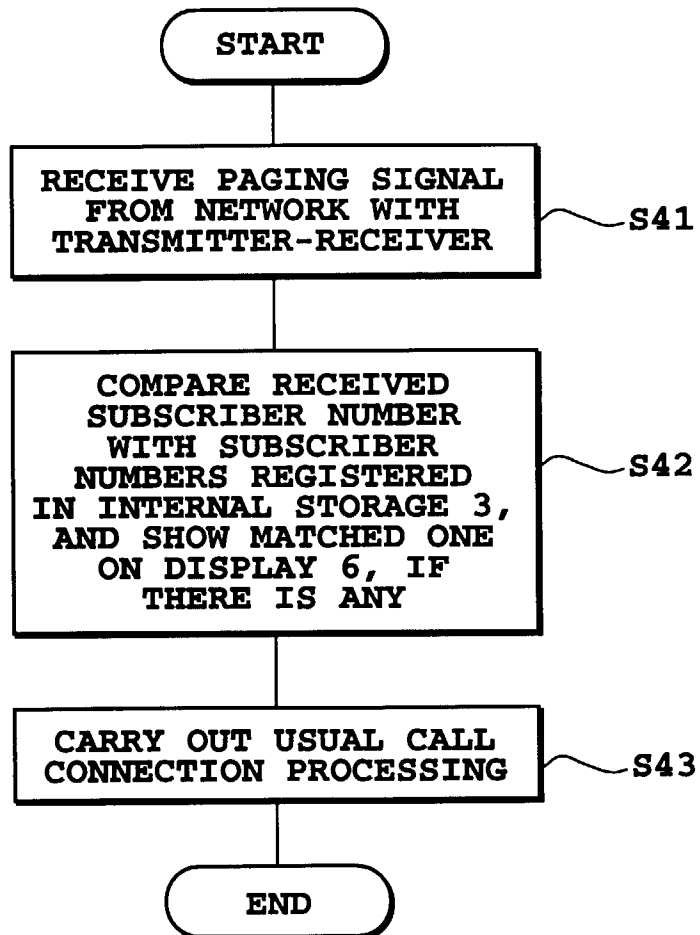 START
RECEIVE PAGING SIGNAL
FROM NETWORK WITH
TRANSMITTER-RECEIVER
S41
COMPARE RECEIVED
SUBSCRIBER NUMBER
WITH SUBSCRIBER
NUMBERS REGISTERED
IN INTERNAL STORAGE 3,
AND SHOW MATCHED ONE
ON DISPLAY 6, IF
THERE IS ANY
S42
CARRY OUT USUAL CALL
CONNECTION PROCESSING
S43
END